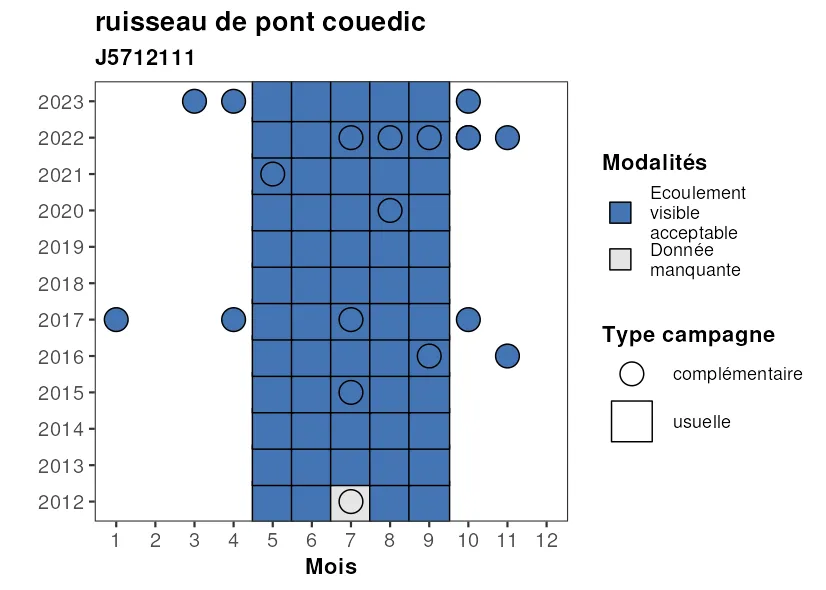 ruisseau de pont couedic
J5712111
2023
2022
2021
2020
2019
2018
2017
2016
2015
2014
2013
2012
1 2 3 4 5 6 7 8 9 10 11 12
Mois
Modalités
Ecoulement
visible
acceptable
Donnée
manquante
Type campagne
complémentaire
usuelle